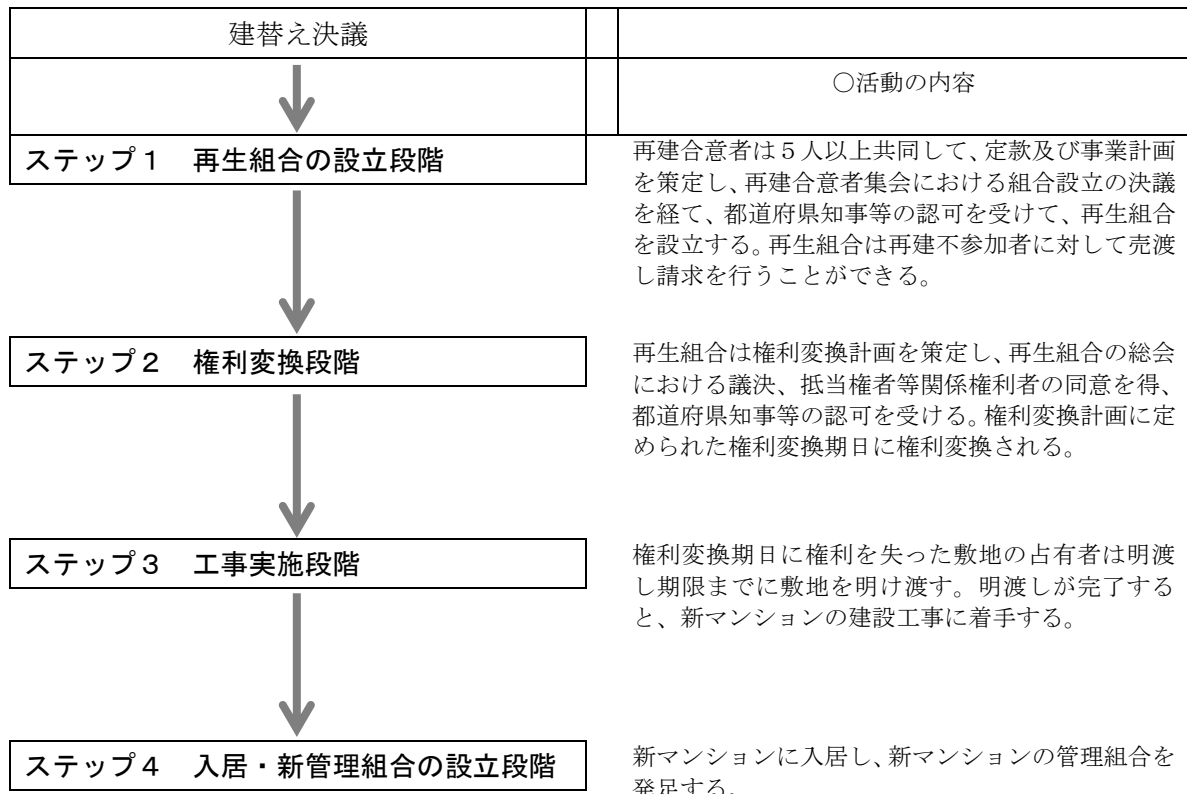 建替え決議
○活動の内容
ステップ1　再生組合の設立段階
再建合意者は5人以上共同して、定款及び事業計画
を策定し、再建合意者集会における組合設立の決議
を経て、都道府県知事等の認可を受けて、再生組合
を設立する。再生組合は再建不参加者に対して売渡
し請求を行うことができる。
ステップ2　権利変換段階
再生組合は権利変換計画を策定し、再生組合の総会
における議決、抵当権者等関係権利者の同意を得、
都道府県知事等の認可を受ける。権利変換計画に定
められた権利変換期日に権利変換される。
ステップ3　工事実施段階
権利変換期日に権利を失った敷地の占有者は明渡
し期限までに敷地を明け渡す。明渡しが完了する
と、新マンションの建設工事に着手する。
ステップ4　入居・新管理組合の設立段階
新マンションに入居し、新マンションの管理組合を
発足する。